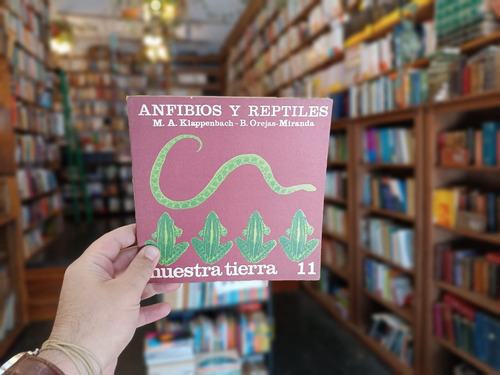 ANFIBIOS Y REPTILES
M. A. Klappenbach - B. Orejas-Miranda
nuestra tierra 11